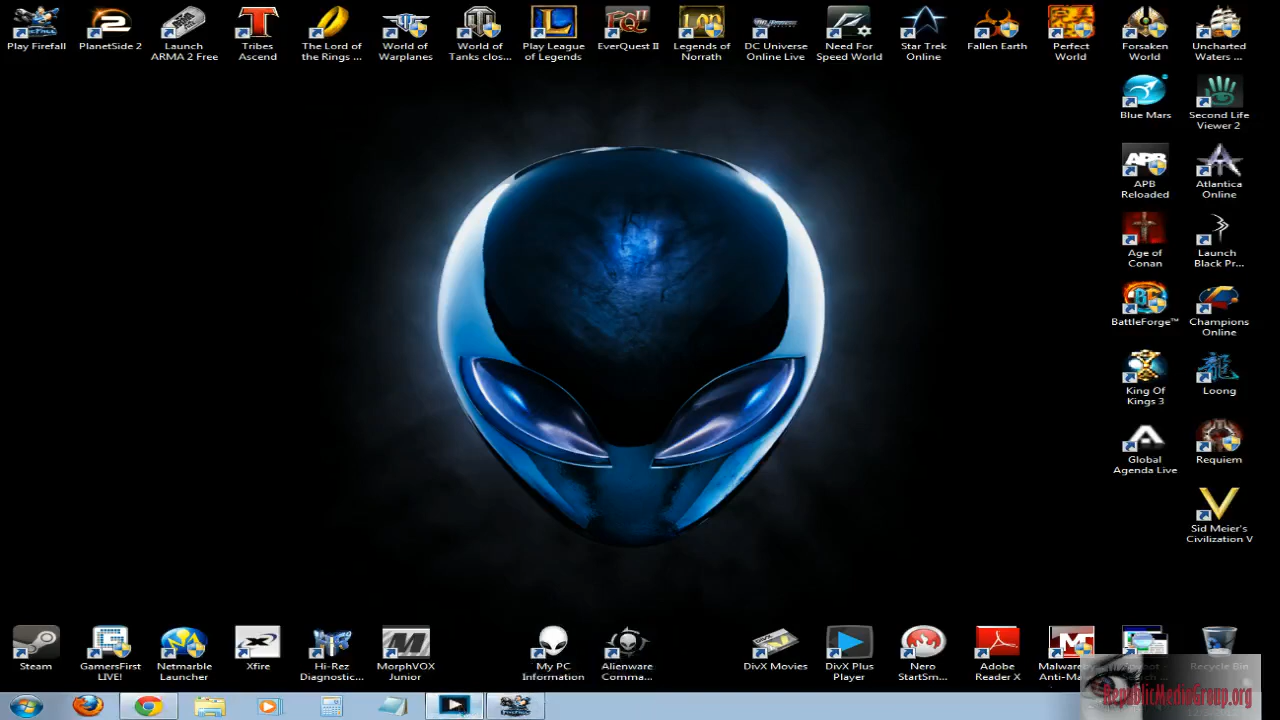 Play Firefall
PlanetSide 2
Launch
ARMA 2 Free
Tribes
Ascend
The Lord of
the Rings ...
World of
Warplanes
World of
Tanks clos...
Play League
of Legends
EverQuest II
Legends of
Norrath
DC Universe
Online Live
Need For
Speed World
Star Trek
Online
Fallen Earth
Perfect
World
Forsaken
World
Uncharted
Waters ...
Blue Mars
Second Life
Viewer 2
APB
Reloaded
Atlantica
Online
Age of
Conan
Launch
Black Pr...
BattleForge™
Champions
Online
King Of
Kings 3
Loong
Global
Agenda Live
Requiem
Sid Meier's
Civilization V
Steam
GamersFirst
LIVE!
Netmarble
Launcher
Xfire
Hi-Rez
Diagnostic...
MorphVOX
Junior
My PC
Information
Alienware
Comma...
DivX Movies
DivX Plus
Player
Nero
StartSm...
Adobe
Reader X
Malwareby
Anti-Ma
Recycle Bin
RepublicMediaGroup.org